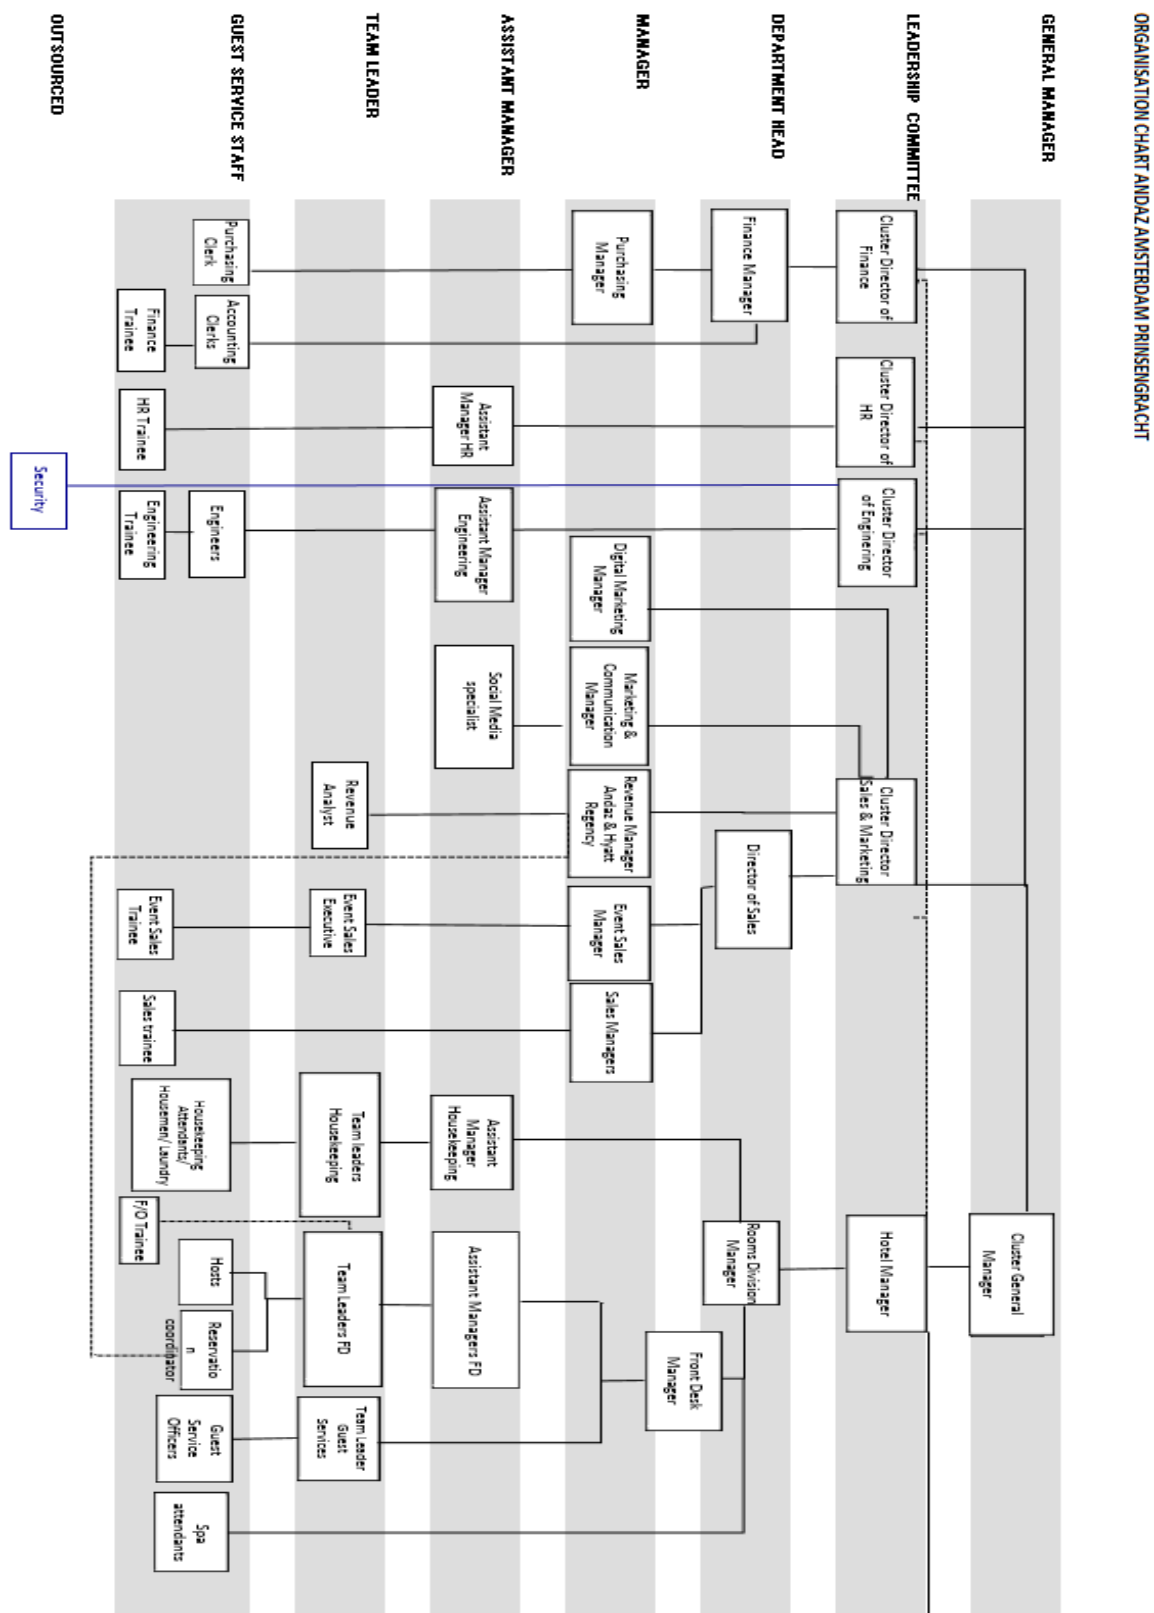 ORGANISATION CHART ANDAZ AMSTERDAM PRINSENGRACHT
GENERAL MANAGER
Cluster General
Manager
LEADERSHIP COMMITTEE
Cluster Director of
Finance
Cluster Director of
HR
Cluster Director
of Enginering
Cluster Director
Sales & Marketing
Hotel Manager
DEPARTMENT HEAD
Finance Manager
Director of Sales
Rooms Division
Manager
MANAGER
Purchasing
Manager
Digital Marketing
Manager
Marketing &
Communication
Manager
Revenue Manager
Andaz & Hyatt
Regency
Event Sales
Manager
Sales Managers
Front Desk
Manager
ASSISTANT MANAGER
Assistant
Manager HR
Assistant Manager
Engineering
Social Media
specialist
Assistant
Manager
Housekeeping
Assistant Managers FD
TEAM LEADER
Revenue
Analyst
Event Sales
Executive
Team leaders
Housekeeping
Team Leaders FD
Team Leader
Guest
Services
GUEST SERVICE STAFF
Purchasing
Clerk
Accounting
Clerks
Finance
Trainee
HR Trainee
Engineers
Engineering
Trainee
Event Sales
Trainee
Sales trainee
Housekeeping
Attendants/
Housemen/ Laundry
F/O Trainee
Hosts
Reservatio
n
coordinator
Guest
Service
Officers
Spa
attendants
OUTSOURCED
Security